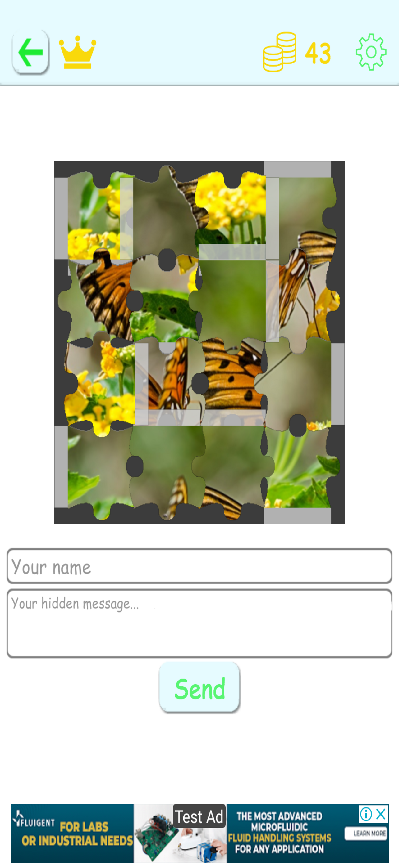 43
Your name
Your hidden message...
Send
FLUIGENT
FOR LABS
OR INDUSTRIAL NEEDS
Test Ad
THE MOST ADVANCED
MICROFLUIDIC
FLUID HANDLING SYSTEMS
FOR ANY APPLICATION
LEARN MORE